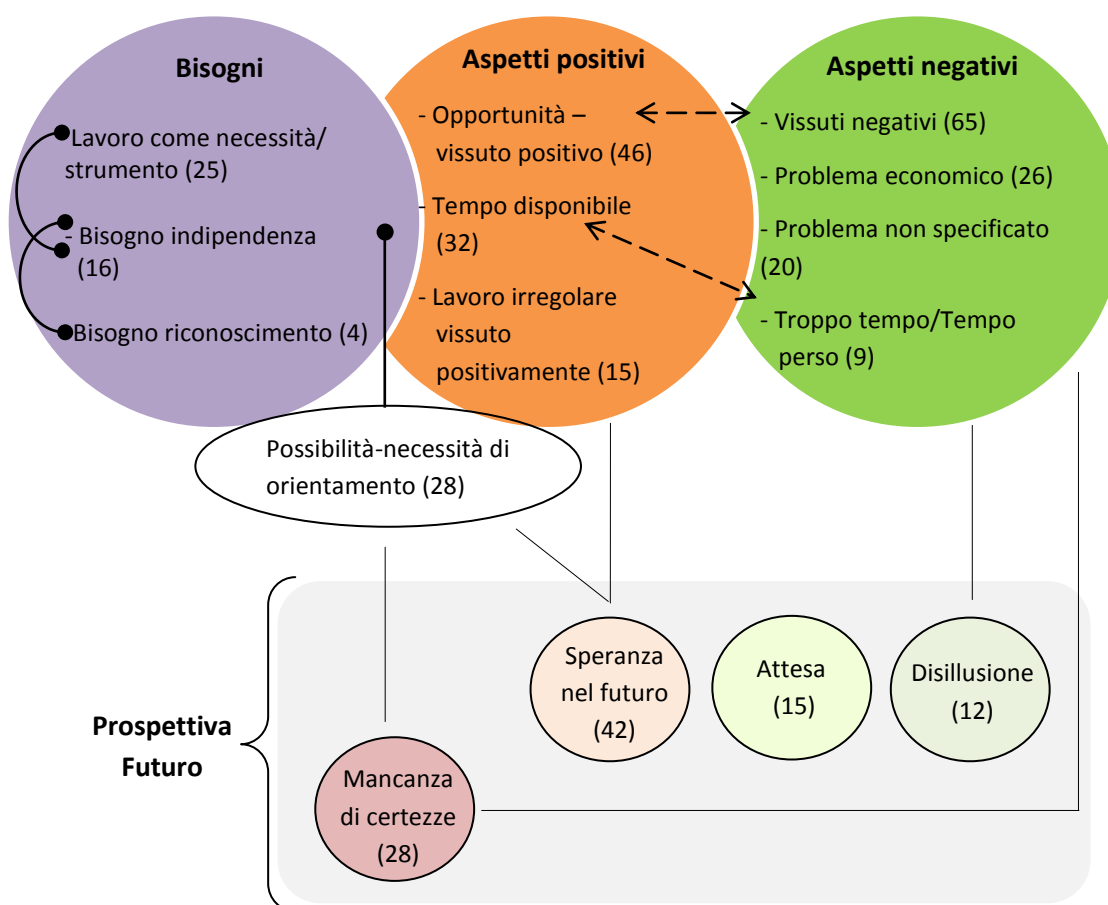 Bisogni
Lavoro come necessità/
strumento (25)
- Bisogno indipendenza
(16)
Bisogno riconoscimento (4)
Aspetti positivi
- Opportunità –
vissuto positivo (46)
- Tempo disponibile
(32)
- Lavoro irregolare
vissuto
positivamente (15)
Aspetti negativi
- Vissuti negativi (65)
- Problema economico (26)
- Problema non specificato
(20)
- Troppo tempo/Tempo
perso (9)
Possibilità-necessità di
orientamento (28)
Prospettiva
Futuro
Speranza
nel futuro
(42)
Attesa
(15)
Disillusione
(12)
Mancanza
di certezze
(28)